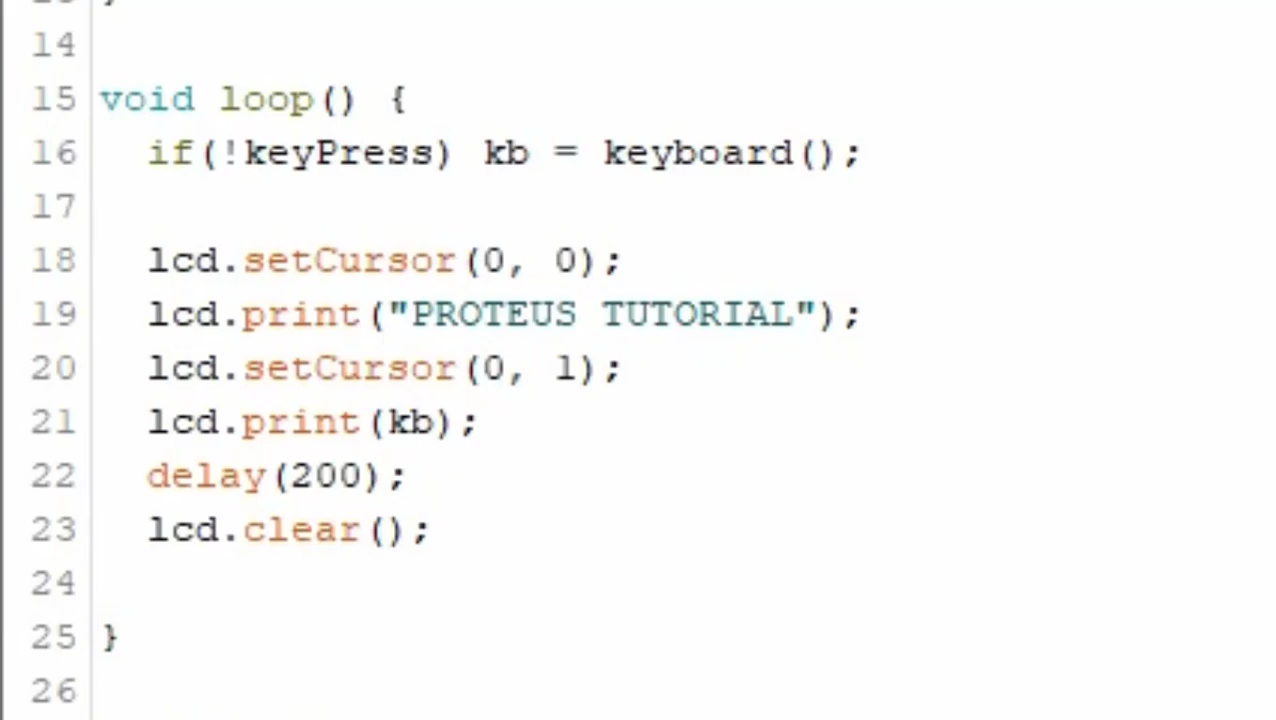 14
15 void loop() {
16   if(!keyPress) kb = keyboard();
17
18   lcd.setCursor(0, 0);
19   lcd.print("PROTEUS TUTORIAL");
20   lcd.setCursor(0, 1);
21   lcd.print(kb);
22   delay(200);
23   lcd.clear();
24
25 }
26